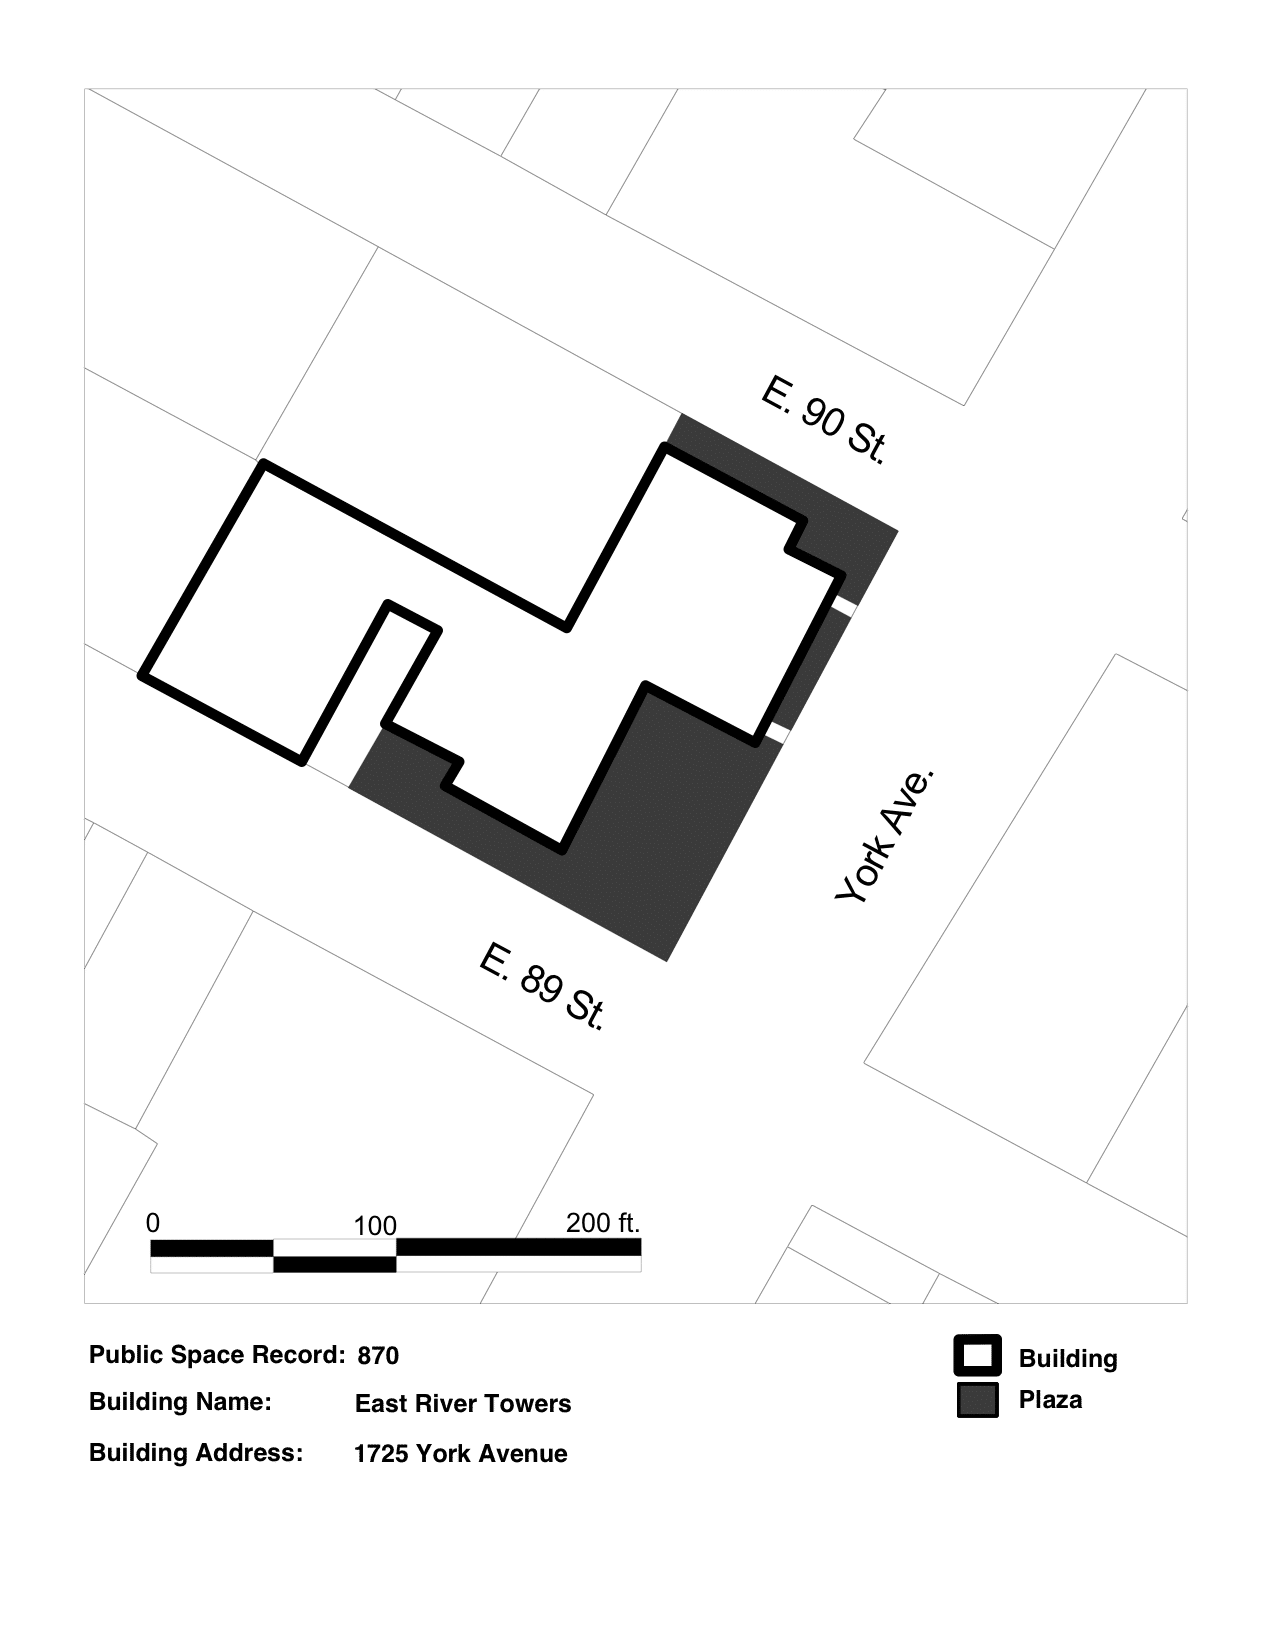 E. 90 St.
York Ave.
E. 89 St.
0 100 200 ft.
Public Space Record: 870
Building Name: East River Towers
Building Address: 1725 York Avenue
Building
Plaza